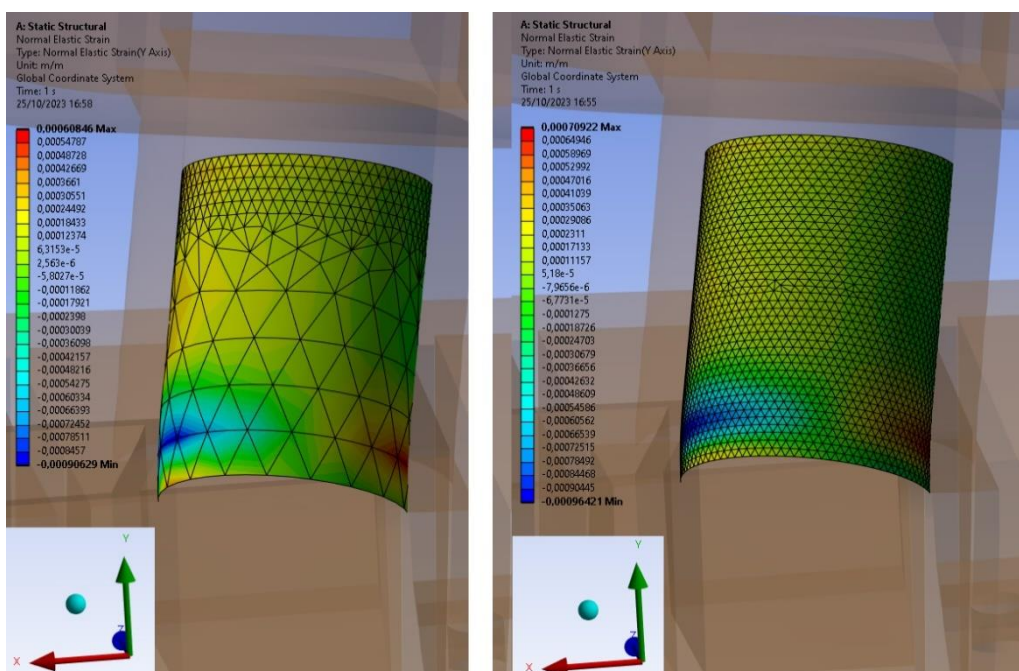 A: Static Structural
Normal Elastic Strain
Type: Normal Elastic Strain(Y Axis)
Unit: m/m
Global Coordinate System
Time: 1 s
25/10/2023 16:58
0,00060846 Max
0,00054787
0,00048728
0,00042669
0,0003661
0,00030551
0,00024492
0,00018433
0,00012374
6,3153e-5
2,563e-6
-5,8027e-5
-0,00011862
-0,00017921
-0,0002398
-0,00030039
-0,00036098
-0,00042157
-0,00048216
-0,00054275
-0,00060334
-0,00066393
-0,00072452
-0,00078511
-0,0008457
-0,00090629 Min
Y
Z
X
A: Static Structural
Normal Elastic Strain
Type: Normal Elastic Strain(Y Axis)
Unit: m/m
Global Coordinate System
Time: 1 s
25/10/2023 16:55
0,00070922 Max
0,00064946
0,00058969
0,00052992
0,00047016
0,00041039
0,00035063
0,00029086
0,0002311
0,00017133
0,00011157
5,18e-5
-7,9656e-6
-6,7731e-5
-0,0001275
-0,00018726
-0,00024703
-0,00030679
-0,00036656
-0,00042632
-0,00048609
-0,00054586
-0,00060562
-0,00066539
-0,00072515
-0,00078492
-0,00084468
-0,00090445
-0,00096421 Min
Y
Z
X